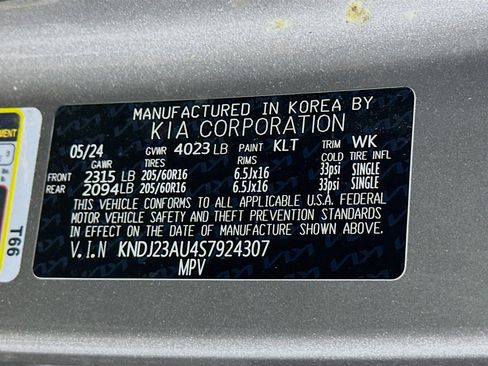 MANUFACTURED IN KOREA BY
KIA CORPORATION
05/24 GVWR 4023 LB PAINT KLT TRIM WK
GAWR TIRES RIMS COLD TIRE INFL
FRONT 2315 LB 205/60R16 6.5Jx16 33psi SINGLE
REAR 2094 LB 205/60R16 6.5Jx16 33psi SINGLE
THIS VEHICLE CONFORMS TO ALL APPLICABLE U.S.A. FEDERAL
MOTOR VEHICLE SAFETY AND THEFT PREVENTION STANDARDS
IN EFFECT ON THE DATE OF MANUFACTURE SHOWN ABOVE
V.I.N KNDJ23AU4S7924307
MPV
T66